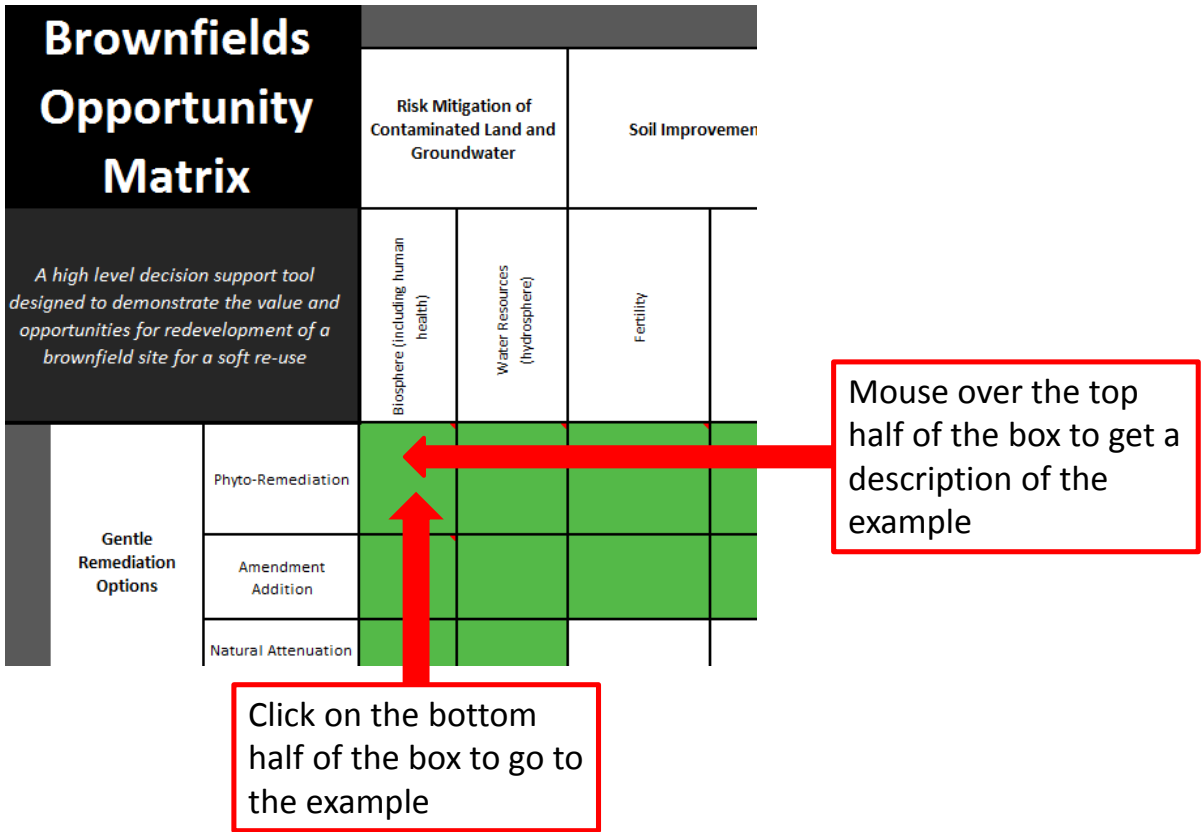 Brownfields
Opportunity
Matrix
Risk Mitigation of
Contaminated Land and
Groundwater
Soil Improvemen
A high level decision support tool
designed to demonstrate the value and
opportunities for redevelopment of a
brownfield site for a soft re-use
Biosphere (including human
health)
Water Resources
(hydrosphere)
Fertility
Mouse over the top
half of the box to get a
description of the
example
Gentle
Remediation
Options
Phyto-Remediation
Amendment
Addition
Natural Attenuation
Click on the bottom
half of the box to go to
the example